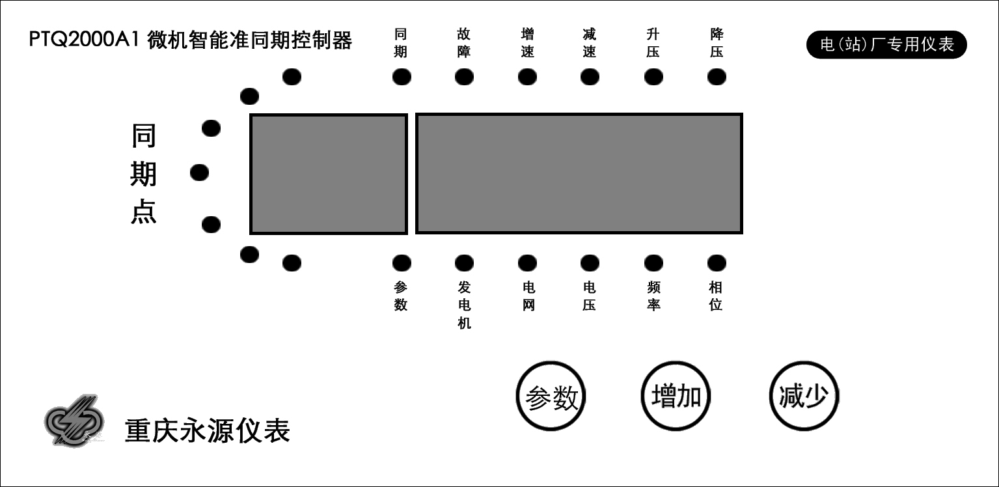 PTQ2000A1 微机智能准同期控制器
同期
故障
增速
减速
升压
降压
电(站)厂专用仪表
同期点
参数
发电机
电网
电压
频率
相位
参数
增加
减少
重庆永源仪表